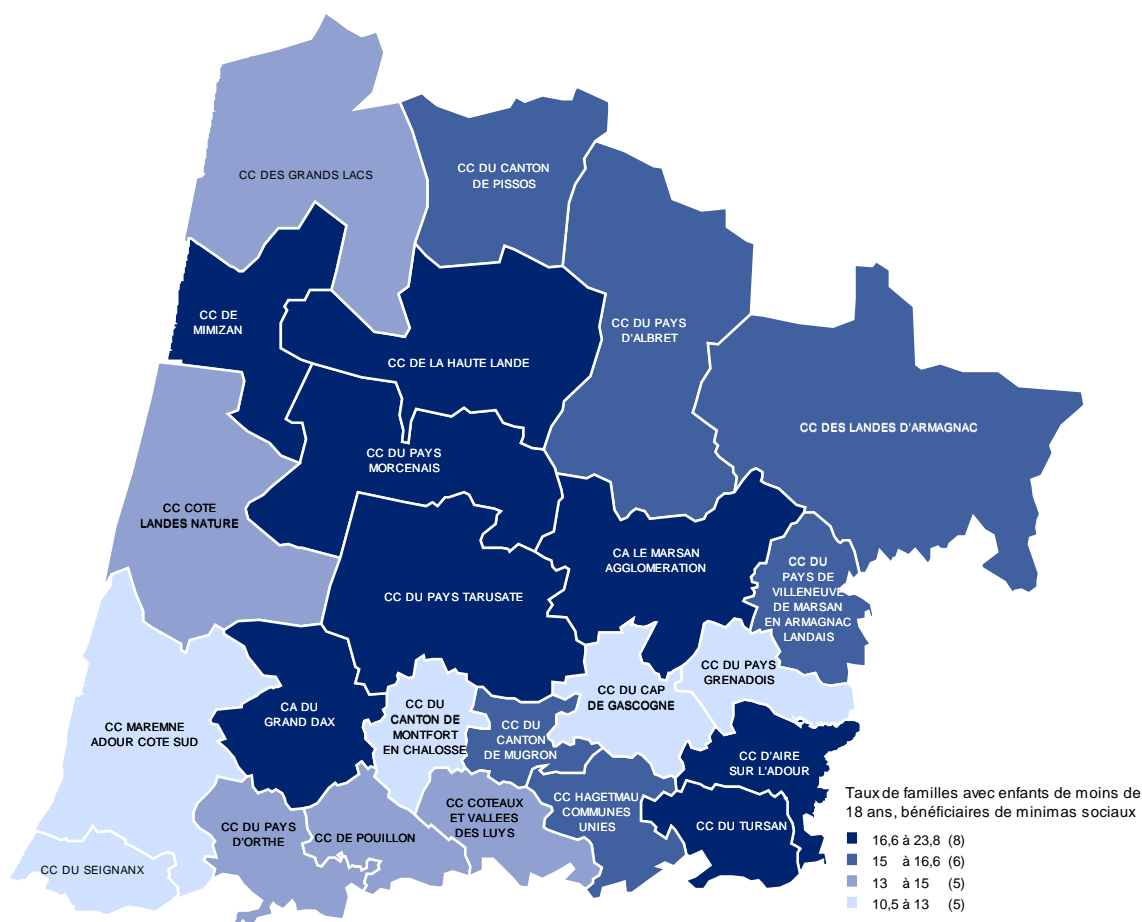 CC DES GRANDS LACS
CC DU CANTON
DE PISSOS
CC DE
MIMIZAN
CC DU PAYS
D'ALBRET
CC DE LA HAUTE LANDE
CC DES LANDES D'ARMAGNAC
CC DU PAYS
MORCENAIS
CC COTE
LANDES NATURE
CA LE MARSAN
AGGLOMERATION
CC DU
PAYS DE
VILLENEUVE
DE MARSAN
EN ARMAGNAC
LANDAIS
CC DU PAYS TARUSATE
CC DU PAYS
GRENADOIS
CC DU CAP
DE GASCOGNE
CA DU
GRAND DAX
CC DU
CANTON DE
MONTFORT
EN CHALOSSE
CC MAREMNE
ADOUR COTE SUD
CC DU
CANTON
DE MUGRON
CC D'AIRE
SUR L'ADOUR
CC HAGETMAU
COMMUNES
UNIES
CC COTEAUX
ET VALLEES
DES LUYS
CC DU TURSAN
CC DU PAYS
D'ORTHE
CC DE POUILLON
CC DU SEIGNANX
Taux de familles avec enfants de moins de
18 ans, bénéficiaires de minimas sociaux
16,6 à 23,8 (8)
15 à 16,6 (6)
13 à 15 (5)
10,5 à 13 (5)